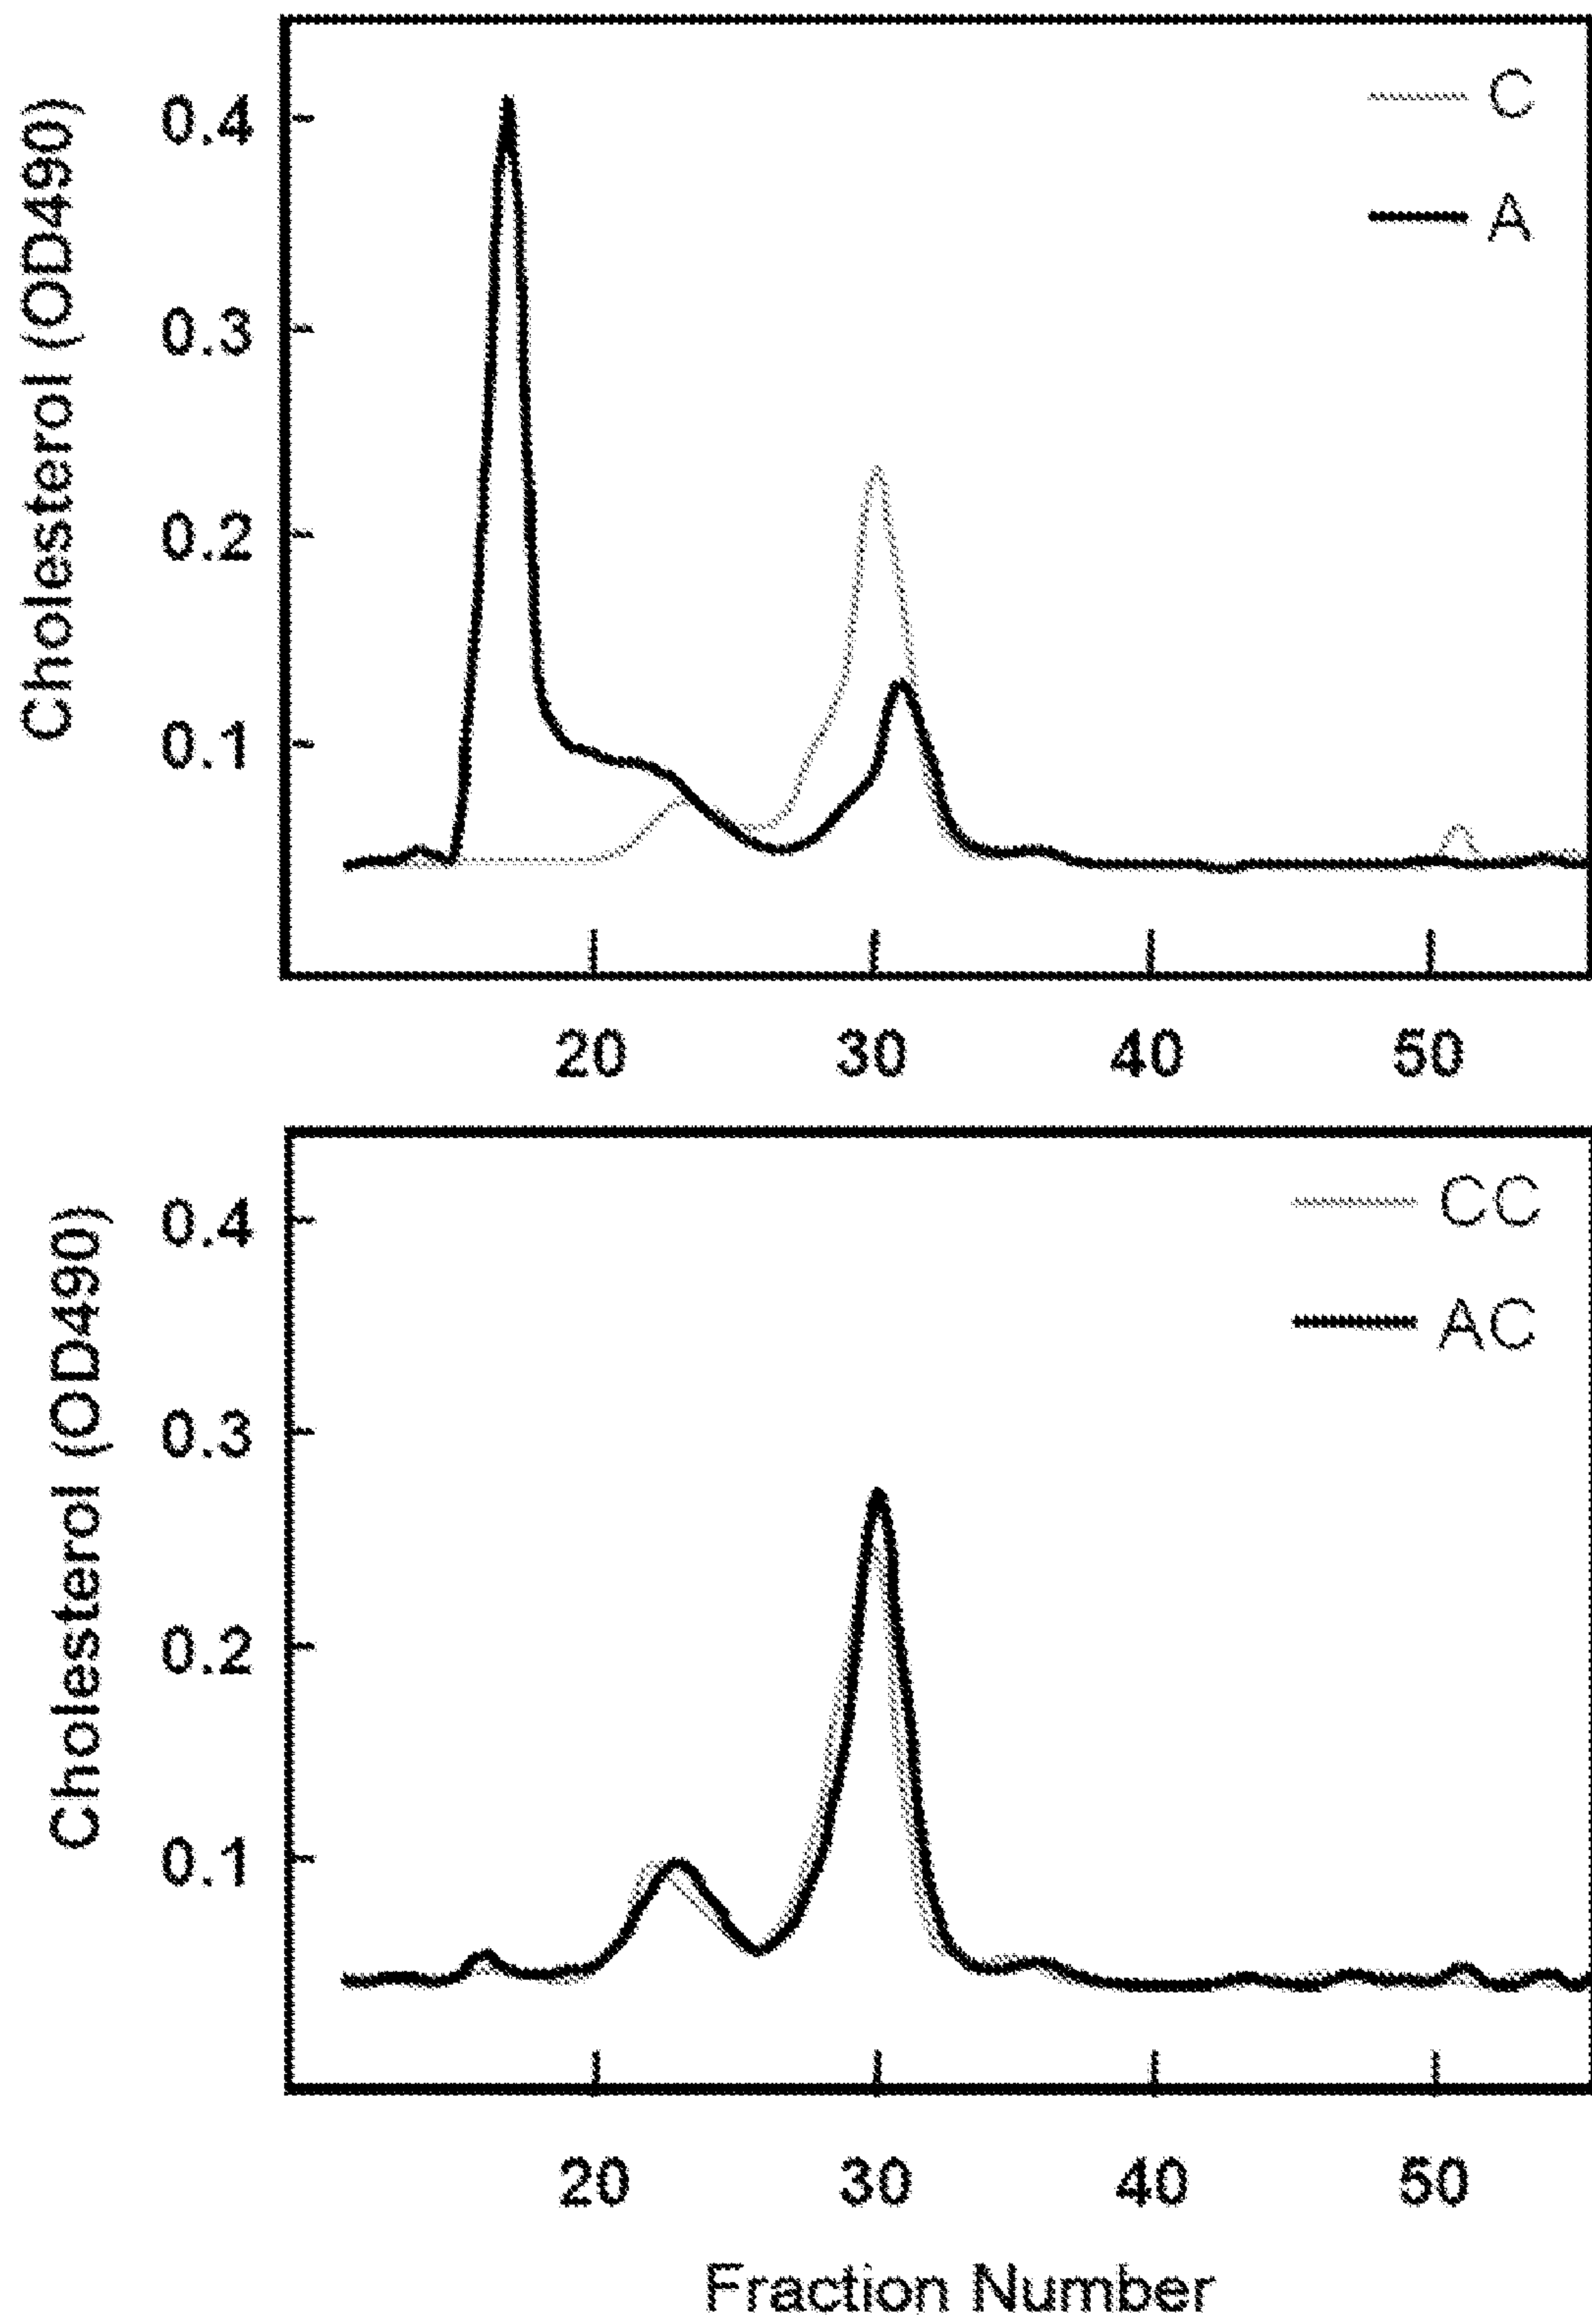 Cholesterol (OD490)
0.4
0.3
0.2
0.1
C
A
20 30 40 50
Cholesterol (OD490)
0.4
0.3
0.2
0.1
CC
AC
20 30 40 50
Fraction Number